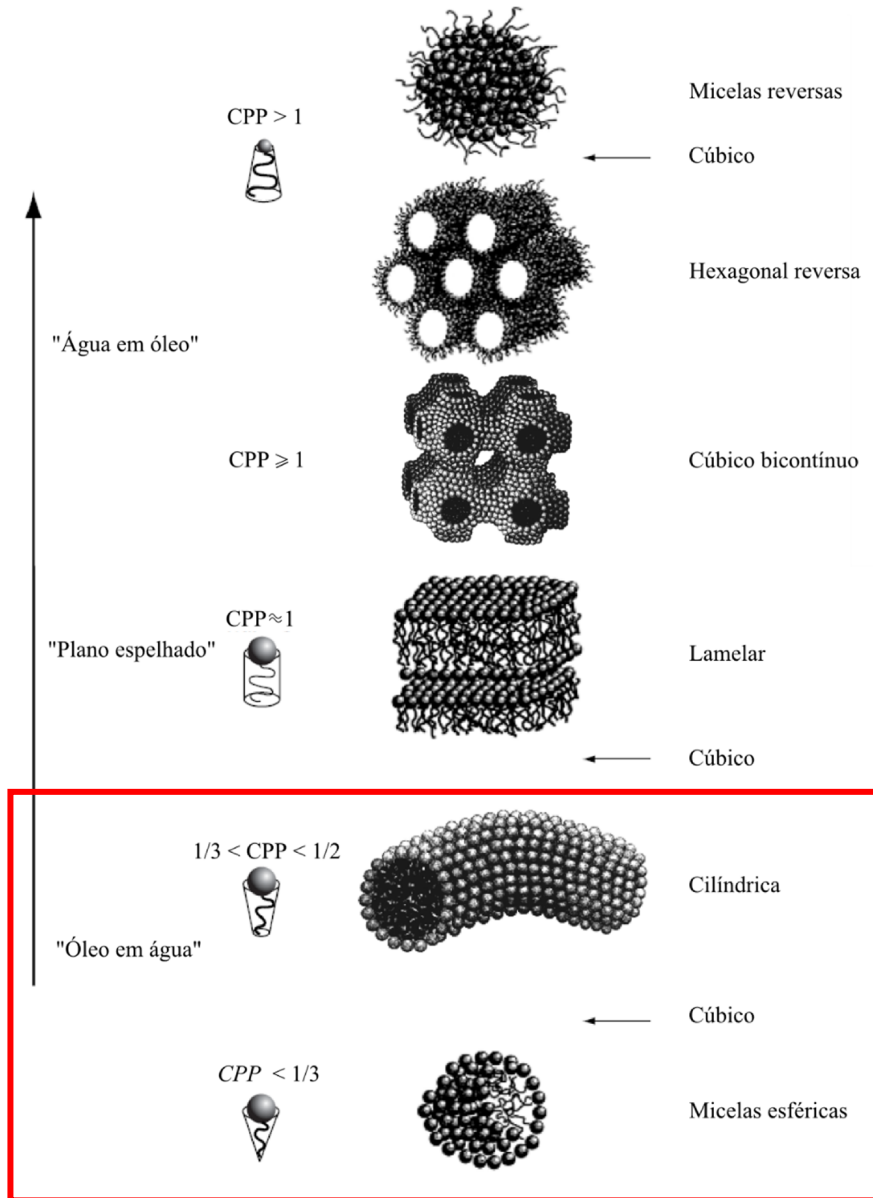 Micelas reversas
CPP > 1
Cúbico
Hexagonal reversa
"Água em óleo"
CPP ⩾ 1
Cúbico bicontínuo
CPP≈1
"Plano espelhado"
Lamelar
Cúbico
1/3 < CPP < 1/2
Cilíndrica
"Óleo em água"
Cúbico
CPP < 1/3
Micelas esféricas